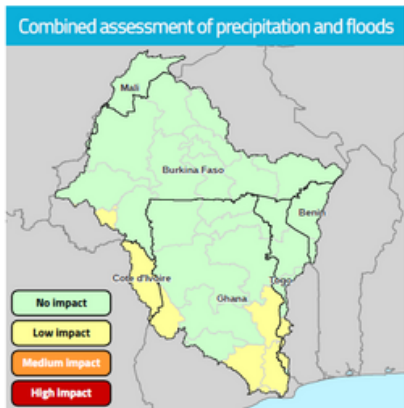 Combined assessment of precipitation and floods
Mali
Burkina Faso
Benin
Cote d'Ivoire
Togo
Ghana
No impact
Low impact
Medium impact
High impact